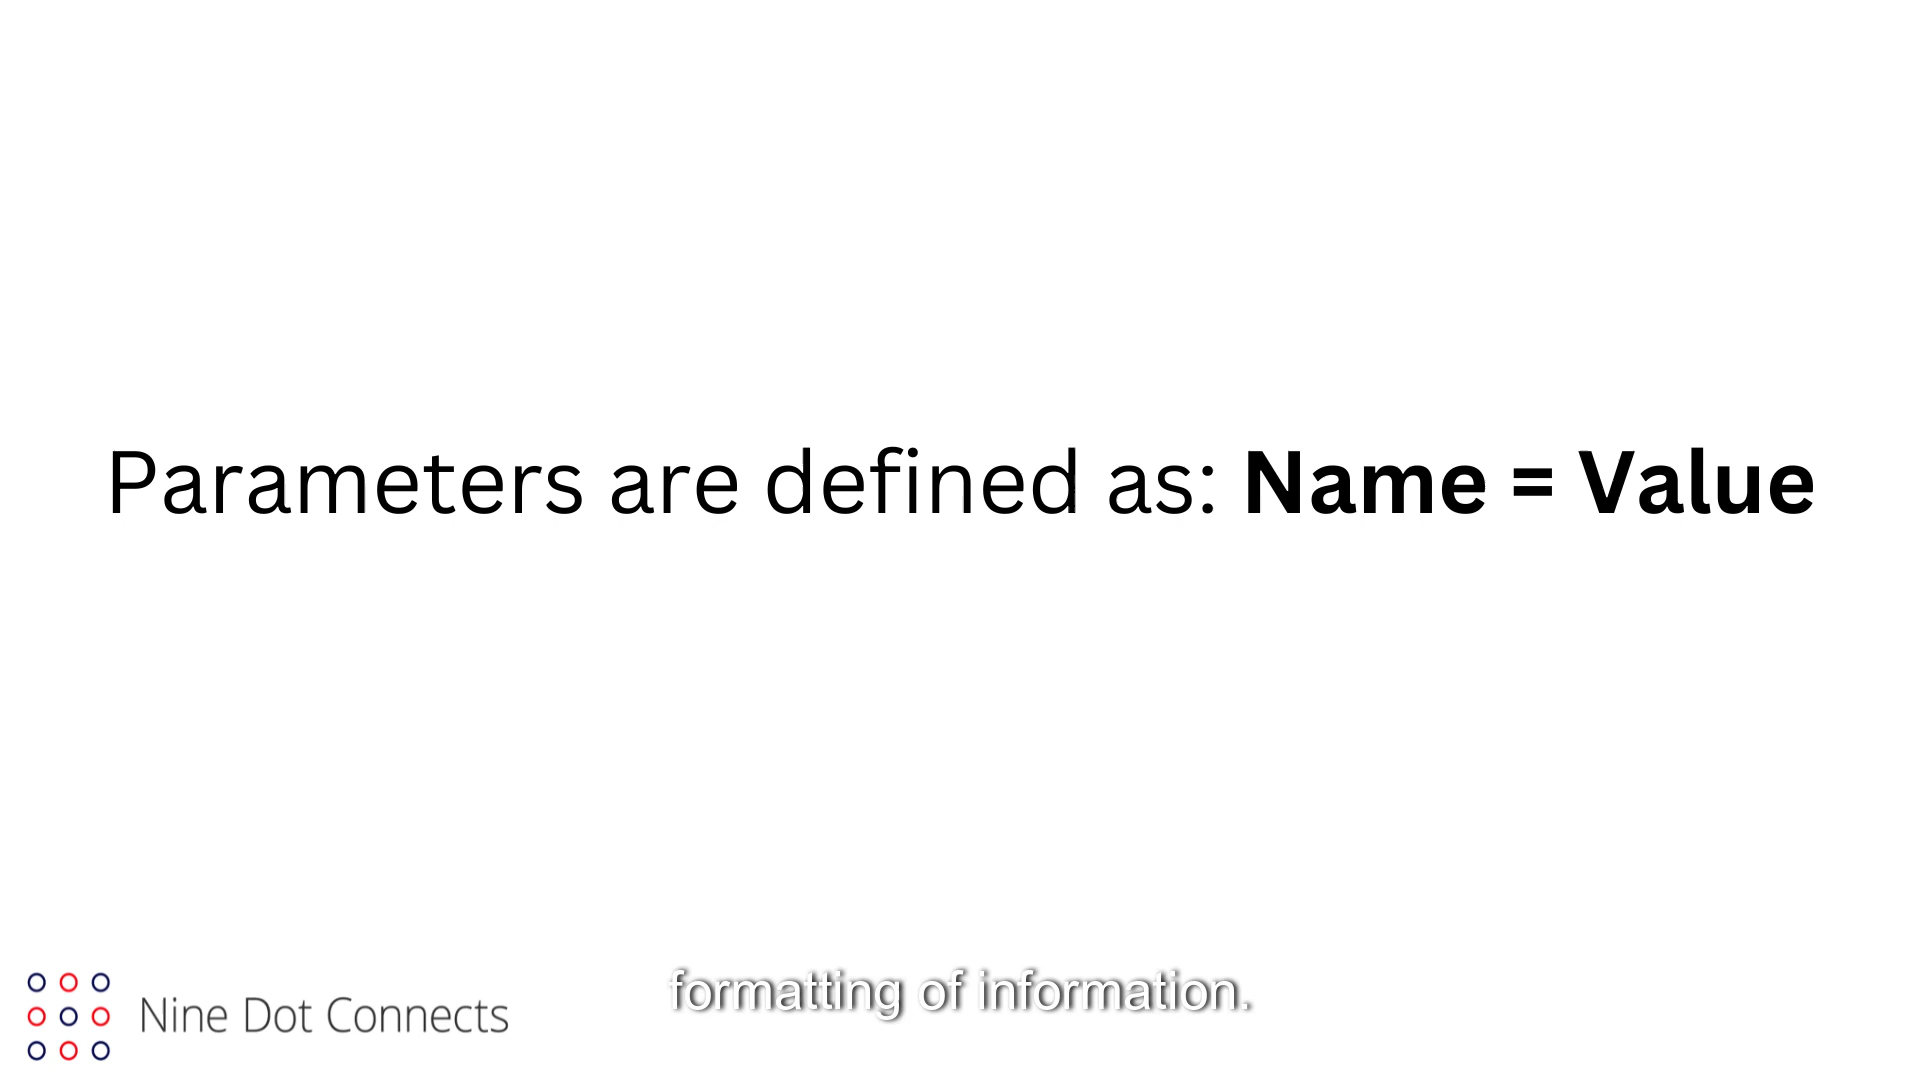 Parameters are defined as: Name = Value
formatting of information.
Nine Dot Connects